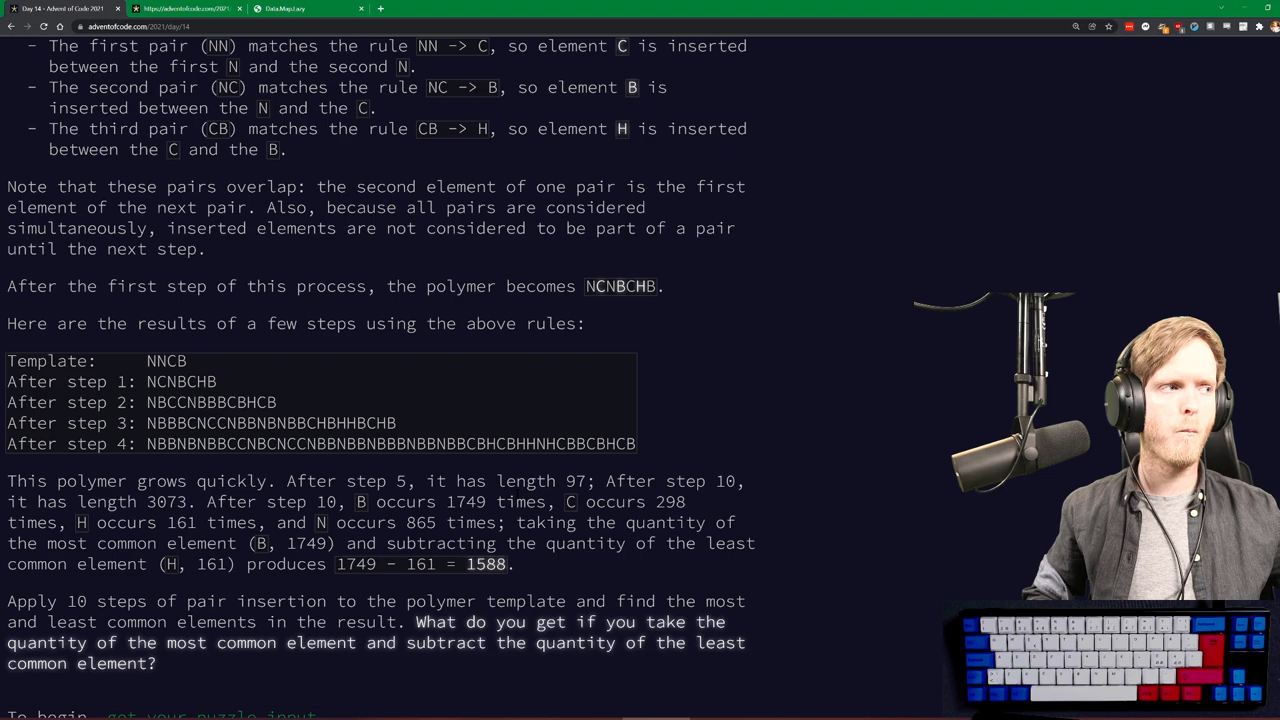 Day 14 - Advent of Code 2021
https://adventofcode.com/2021/d
Data.Map.Lazy
adventofcode.com/2021/day/14
- The first pair (NN) matches the rule NN -> C, so element C is inserted
between the first N and the second N.
- The second pair (NC) matches the rule NC -> B, so element B is
inserted between the N and the C.
- The third pair (CB) matches the rule CB -> H, so element H is inserted
between the C and the B.
Note that these pairs overlap: the second element of one pair is the first
element of the next pair. Also, because all pairs are considered
simultaneously, inserted elements are not considered to be part of a pair
until the next step.
After the first step of this process, the polymer becomes NCNBCHB.
Here are the results of a few steps using the above rules:
Template: NNCB
After step 1: NCNBCHB
After step 2: NBCCNBBBCBHCB
After step 3: NBBBCNCCNBBNBNBBCHBHHBCHB
After step 4: NBBNBNBBCCNBCNCCNBBNBBNBBBNBBNBBCBHCBHHNHCBBCBHCB
This polymer grows quickly. After step 5, it has length 97; After step 10,
it has length 3073. After step 10, B occurs 1749 times, C occurs 298
times, H occurs 161 times, and N occurs 865 times; taking the quantity of
the most common element (B, 1749) and subtracting the quantity of the least
common element (H, 161) produces 1749 - 161 = 1588.
Apply 10 steps of pair insertion to the polymer template and find the most
and least common elements in the result. What do you get if you take the
quantity of the most common element and subtract the quantity of the least
common element?
To begin, get your puzzle input.